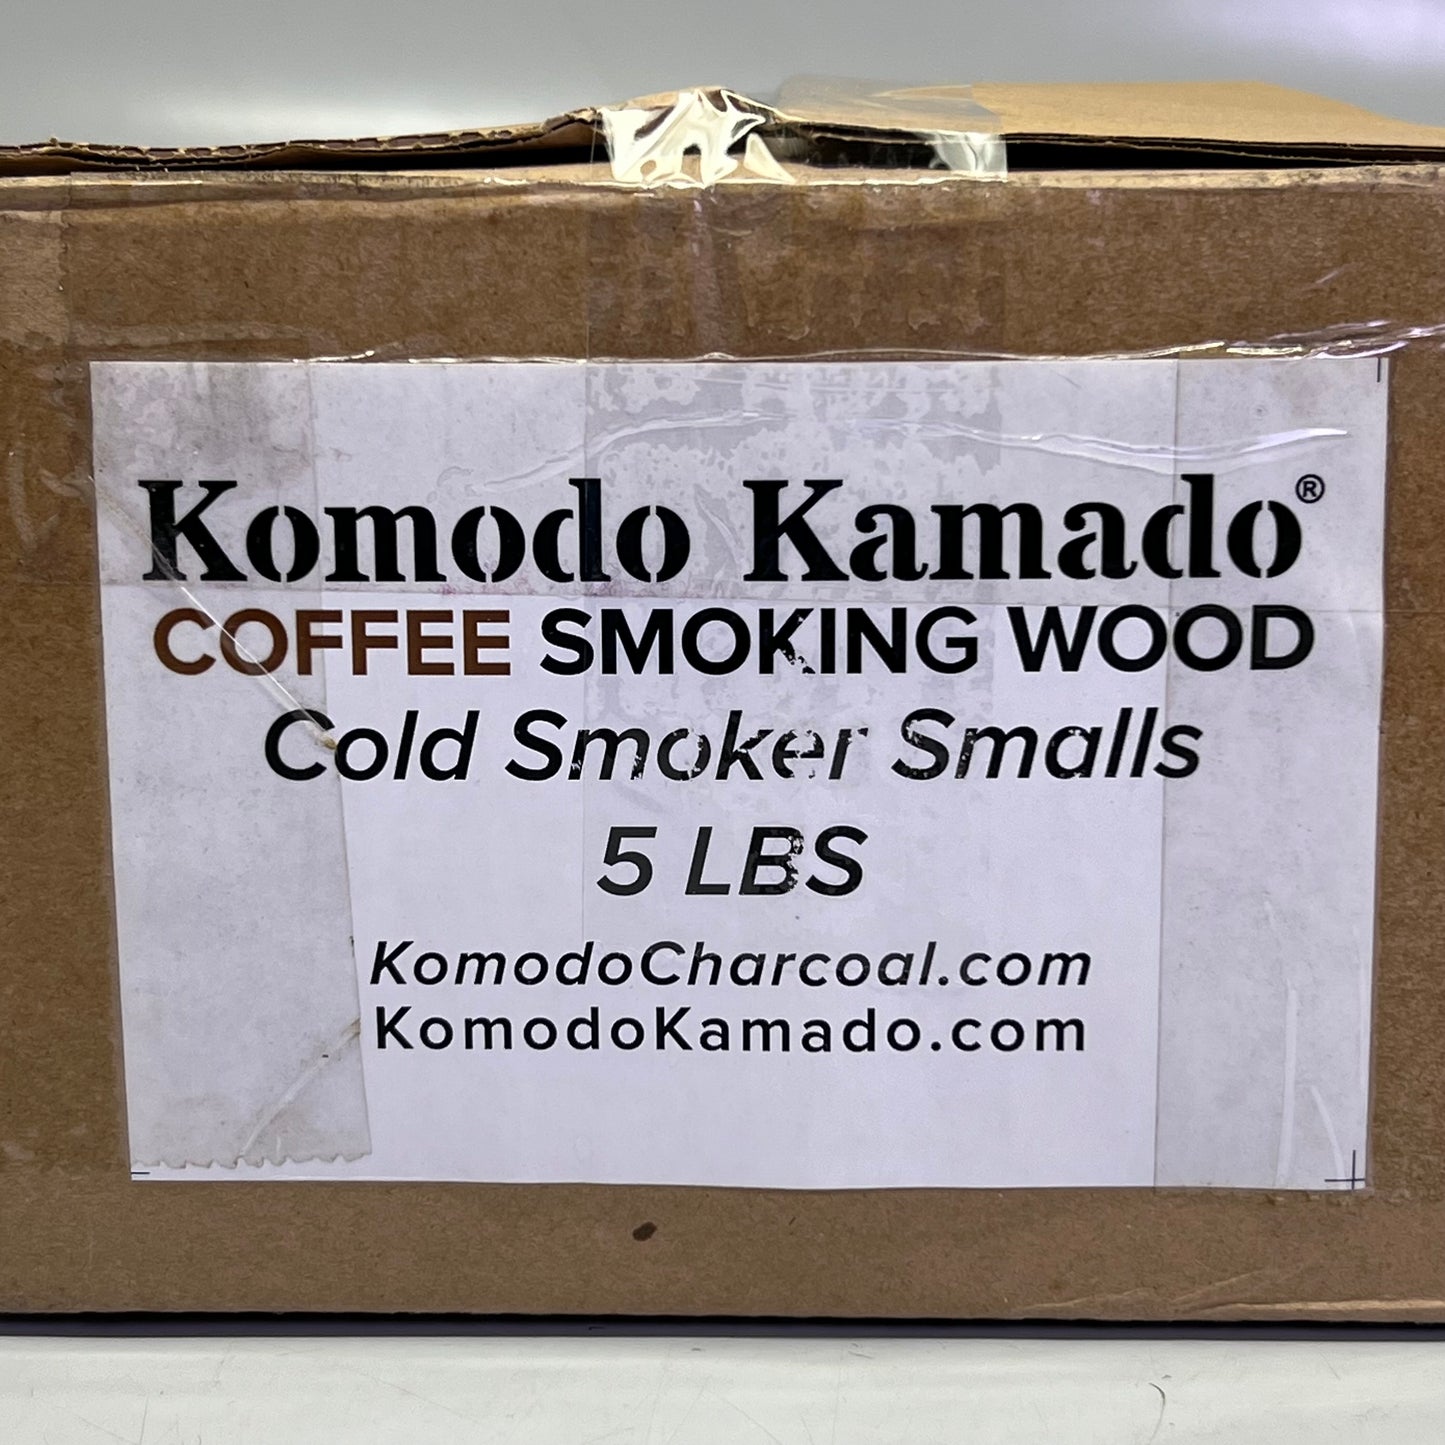 Komodo Kamado®
COFFEE SMOKING WOOD
Cold Smoker Smalls
5 LBS
KomodoCharcoal.com
KomodoKamado.com